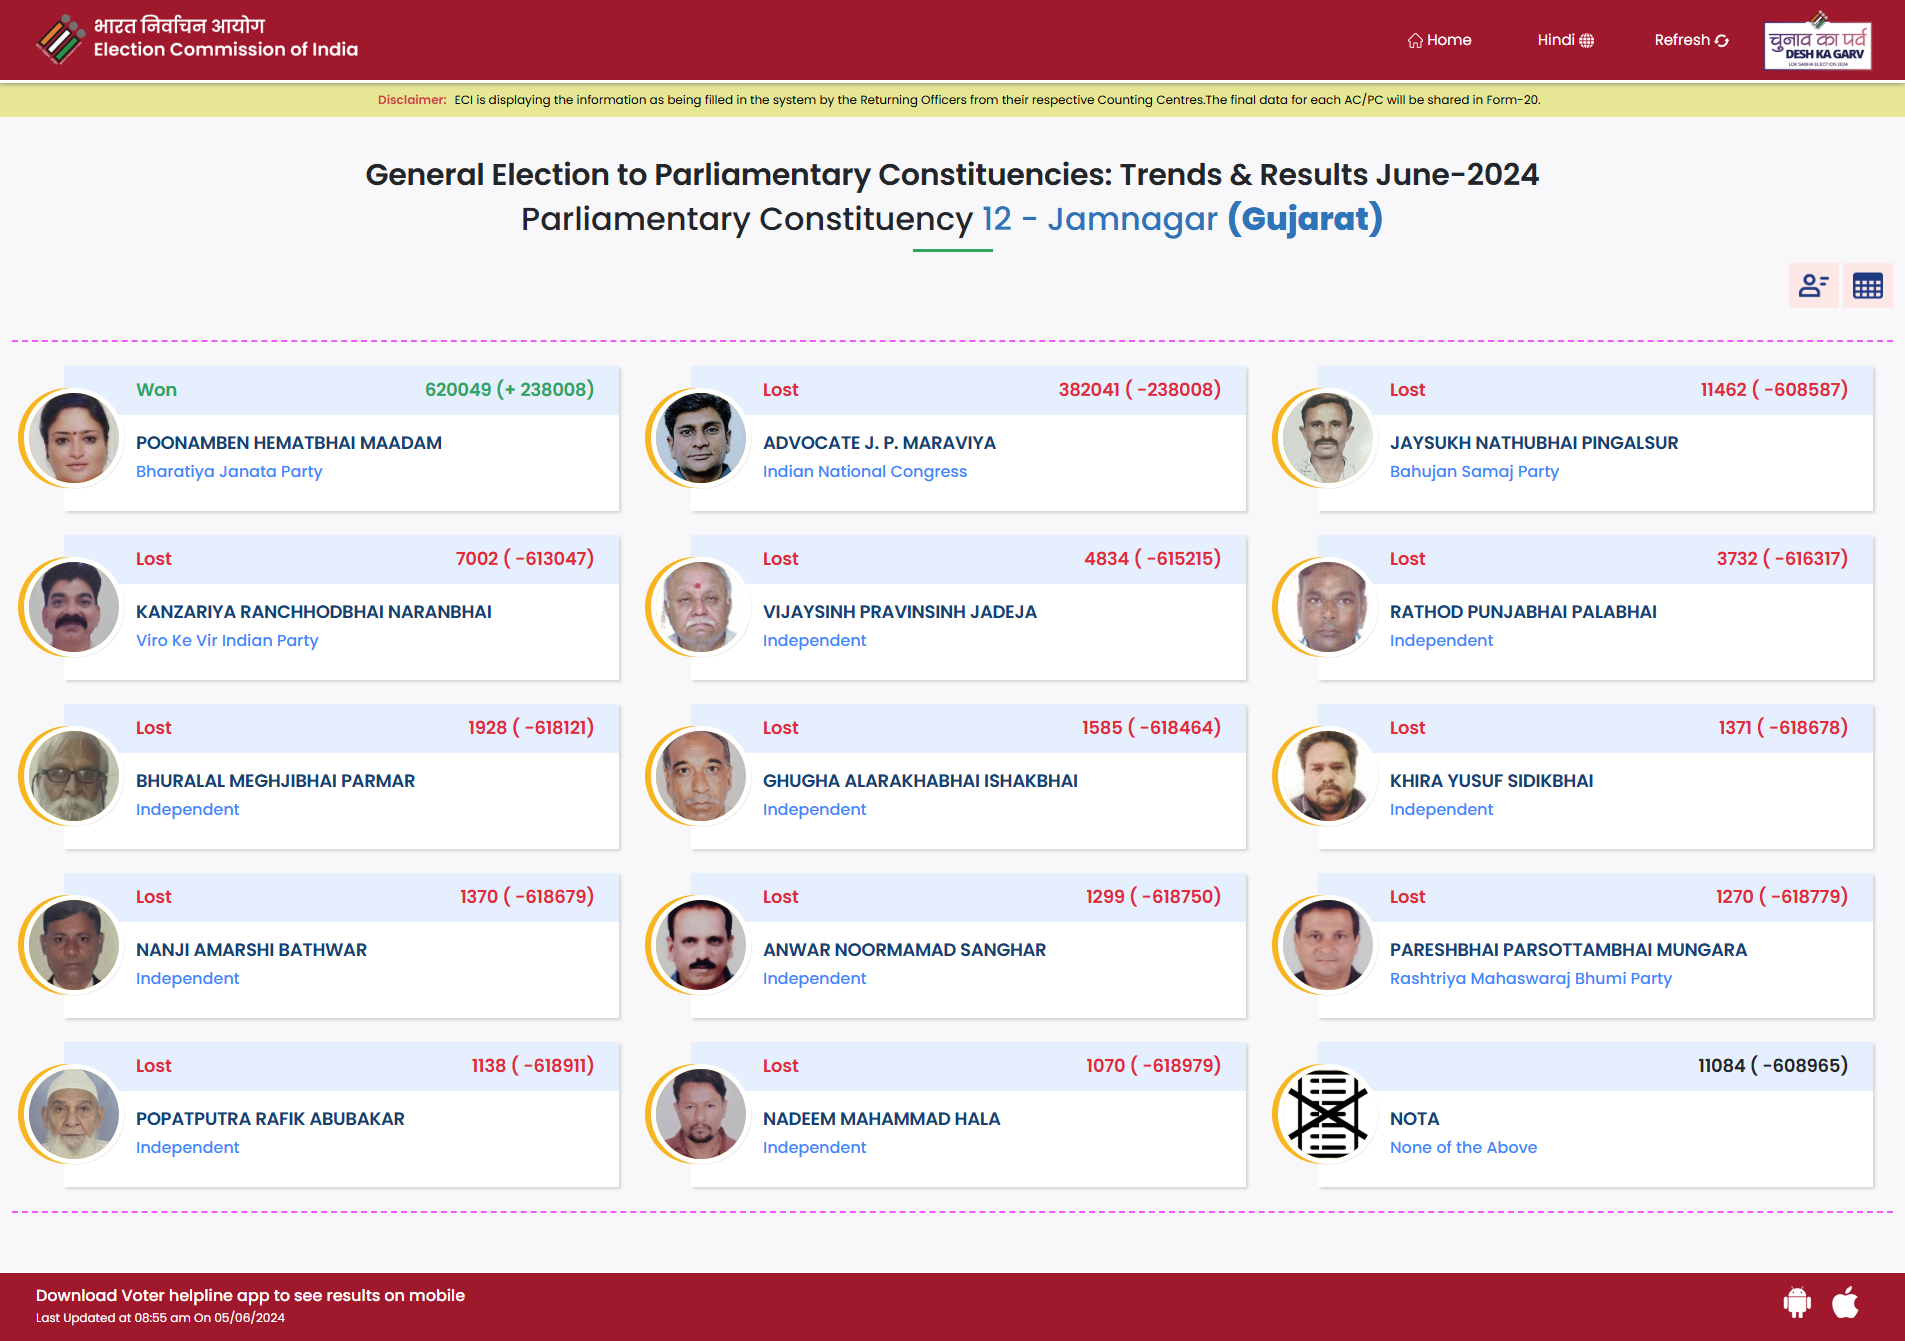 भारत निर्वाचन आयोग
Election Commission of India
Home
Hindi
Refresh
चुनाव का पर्व
DESH KA GARV
LOK SABHA ELECTION 2024
Disclaimer: ECI is displaying the information as being filled in the system by the Returning Officers from their respective Counting Centres.The final data for each AC/PC will be shared in Form-20.
General Election to Parliamentary Constituencies: Trends & Results June-2024
Parliamentary Constituency 12 - Jamnagar (Gujarat)
Won 620049 (+ 238008)
POONAMBEN HEMATBHAI MAADAM
Bharatiya Janata Party
Lost 382041 ( -238008)
ADVOCATE J. P. MARAVIYA
Indian National Congress
Lost 11462 ( -608587)
JAYSUKH NATHUBHAI PINGALSUR
Bahujan Samaj Party
Lost 7002 ( -613047)
KANZARIYA RANCHHODBHAI NARANBHAI
Viro Ke Vir Indian Party
Lost 4834 ( -615215)
VIJAYSINH PRAVINSINH JADEJA
Independent
Lost 3732 ( -616317)
RATHOD PUNJABHAI PALABHAI
Independent
Lost 1928 ( -618121)
BHURALAL MEGHJIBHAI PARMAR
Independent
Lost 1585 ( -618464)
GHUGHA ALARAKHABHAI ISHAKBHAI
Independent
Lost 1371 ( -618678)
KHIRA YUSUF SIDIKBHAI
Independent
Lost 1370 ( -618679)
NANJI AMARSHI BATHWAR
Independent
Lost 1299 ( -618750)
ANWAR NOORMAMAD SANGHAR
Independent
Lost 1270 ( -618779)
PARESHBHAI PARSOTTAMBHAI MUNGARA
Rashtriya Mahaswaraj Bhumi Party
Lost 1138 ( -618911)
POPATPUTRA RAFIK ABUBAKAR
Independent
Lost 1070 ( -618979)
NADEEM MAHAMMAD HALA
Independent
11084 ( -608965)
NOTA
None of the Above
Download Voter helpline app to see results on mobile
Last Updated at 08:55 am On 05/06/2024